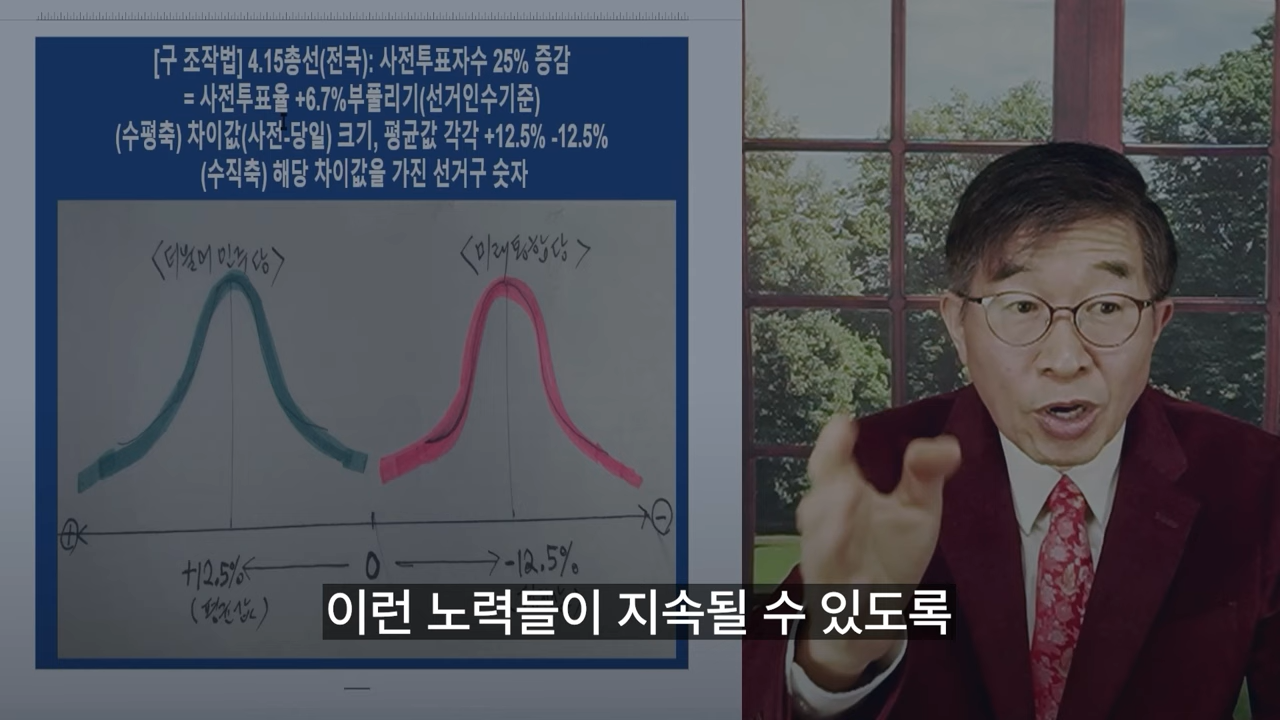 [구 조작법] 4.15총선(전국): 사전투표자수 25% 증감
= 사전투표율 +6.7%부풀리기(선거인수기준)
(수평축) 차이값(사전-당일) 크기, 평균값 각각 +12.5% -12.5%
(수직축) 해당 차이값을 가진 선거구 숫자
<더불어 민주당> <미래통합당>
+ -
+12.5% 0 -12.5%
(평균값)
이런 노력들이 지속될 수 있도록